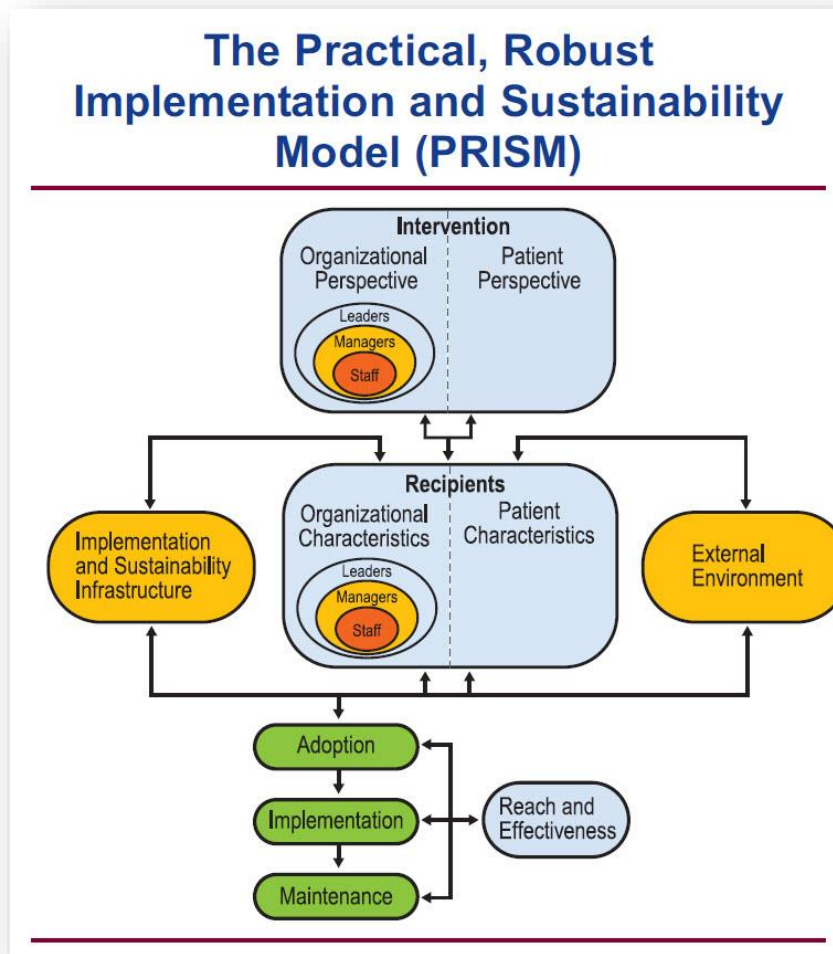 The Practical, Robust
Implementation and Sustainability
Model (PRISM)
Intervention
Organizational
Perspective
Patient
Perspective
Leaders
Managers
Staff
Recipients
Organizational
Characteristics
Patient
Characteristics
Leaders
Managers
Staff
Implementation
and Sustainability
Infrastructure
External
Environment
Adoption
Implementation
Maintenance
Reach and
Effectiveness